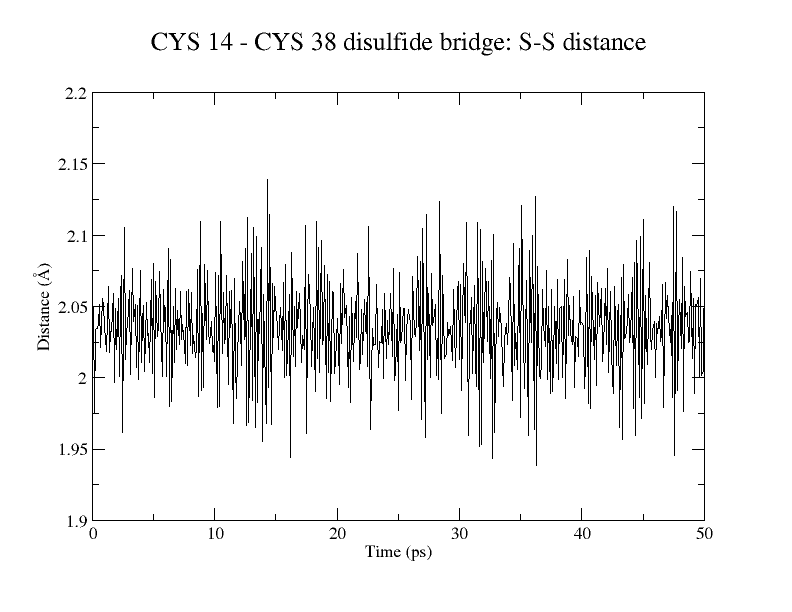 CYS 14 - CYS 38 disulfide bridge: S-S distance
2.2
2.15
2.1
2.05
2
1.95
1.9
Distance (Å)
0 10 20 30 40 50
Time (ps)